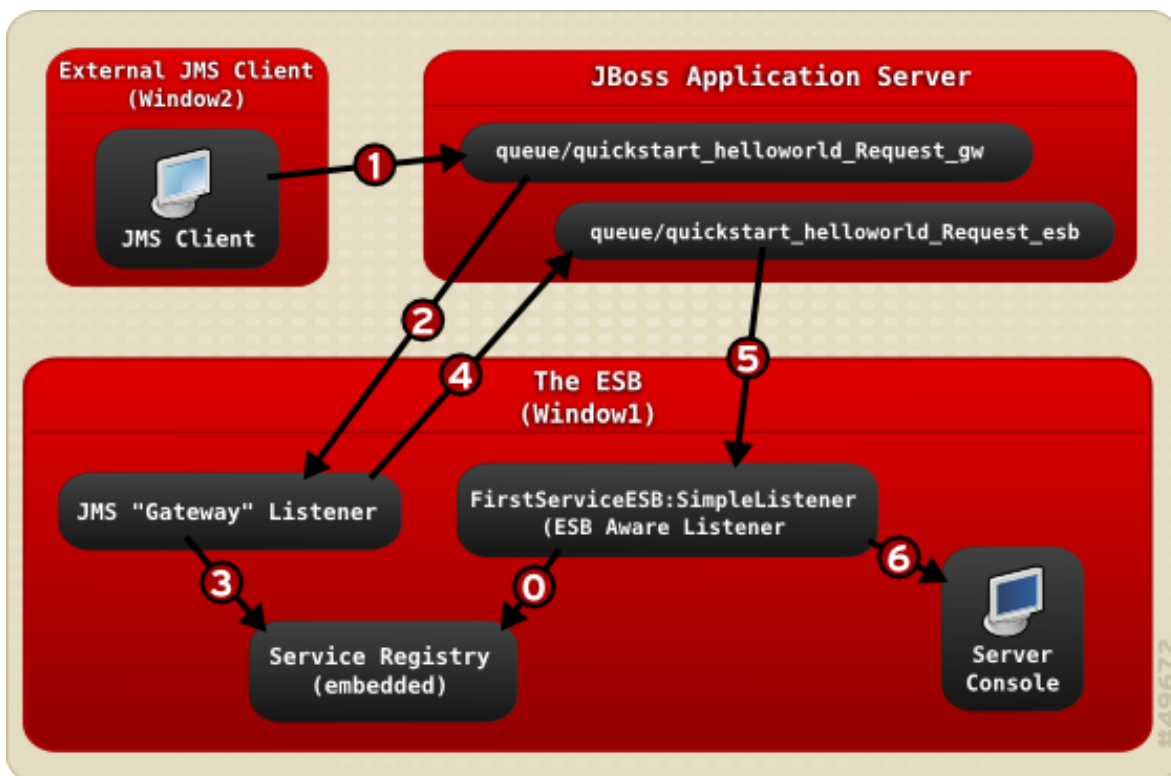 External JMS Client
(Window2)
JMS Client
JBoss Application Server
queue/quickstart_helloworld_Request_gw
queue/quickstart_helloworld_Request_esb
1
2
4
5
The ESB
(Window1)
JMS "Gateway" Listener
FirstServiceESB:SimpleListener
(ESB Aware Listener
3
0
6
Service Registry
(embedded)
Server
Console
#49672